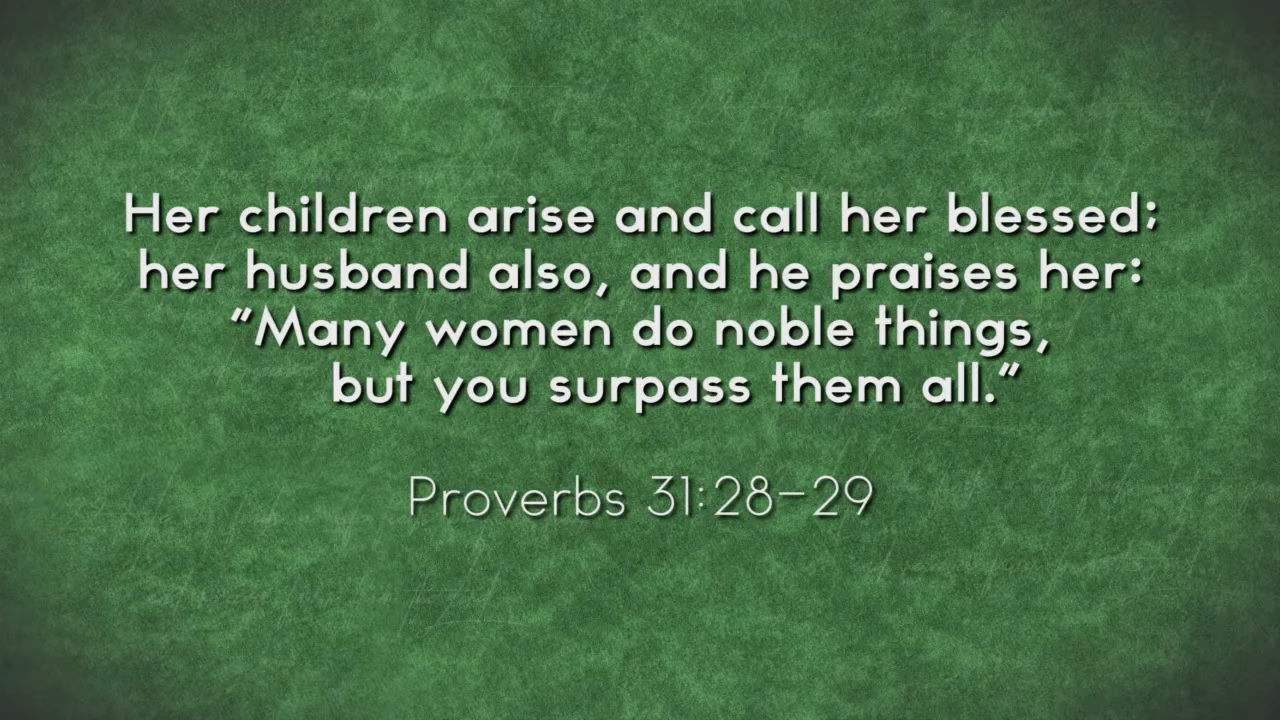 Her children arise and call her blessed;
her husband also, and he praises her:
“Many women do noble things,
but you surpass them all.”
Proverbs 31:28–29